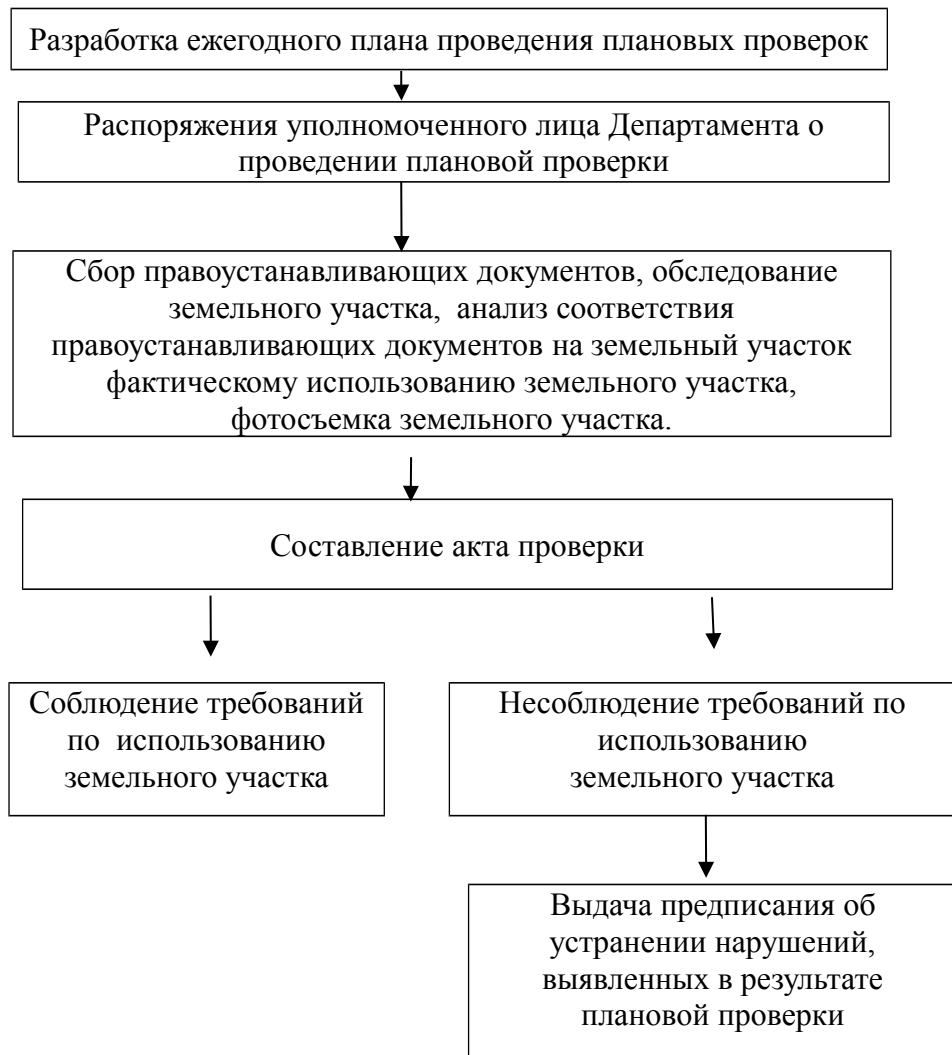 Разработка ежегодного плана проведения плановых проверок
Распоряжения уполномоченного лица Департамента о
проведении плановой проверки
Сбор правоустанавливающих документов, обследование
земельного участка,  анализ соответствия
правоустанавливающих документов на земельный участок
фактическому использованию земельного участка,
фотосъемка земельного участка.
Составление акта проверки
Соблюдение требований
по  использованию
земельного участка
Несоблюдение требований по
использованию
земельного участка
Выдача предписания об
устранении нарушений,
выявленных в результате
плановой проверки